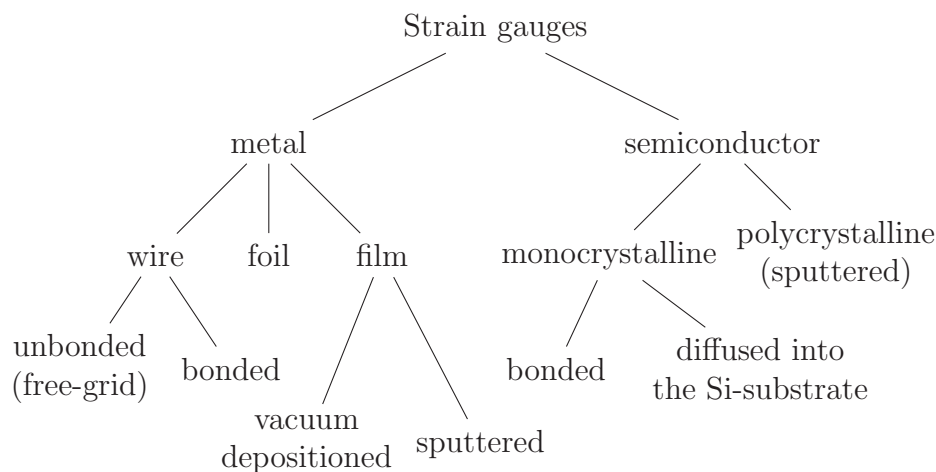 Strain gauges
metal
semiconductor
wire
foil
film
monocrystalline
polycrystalline
(sputtered)
unbonded
(free-grid)
bonded
vacuum
depositioned
sputtered
bonded
diffused into
the Si-substrate